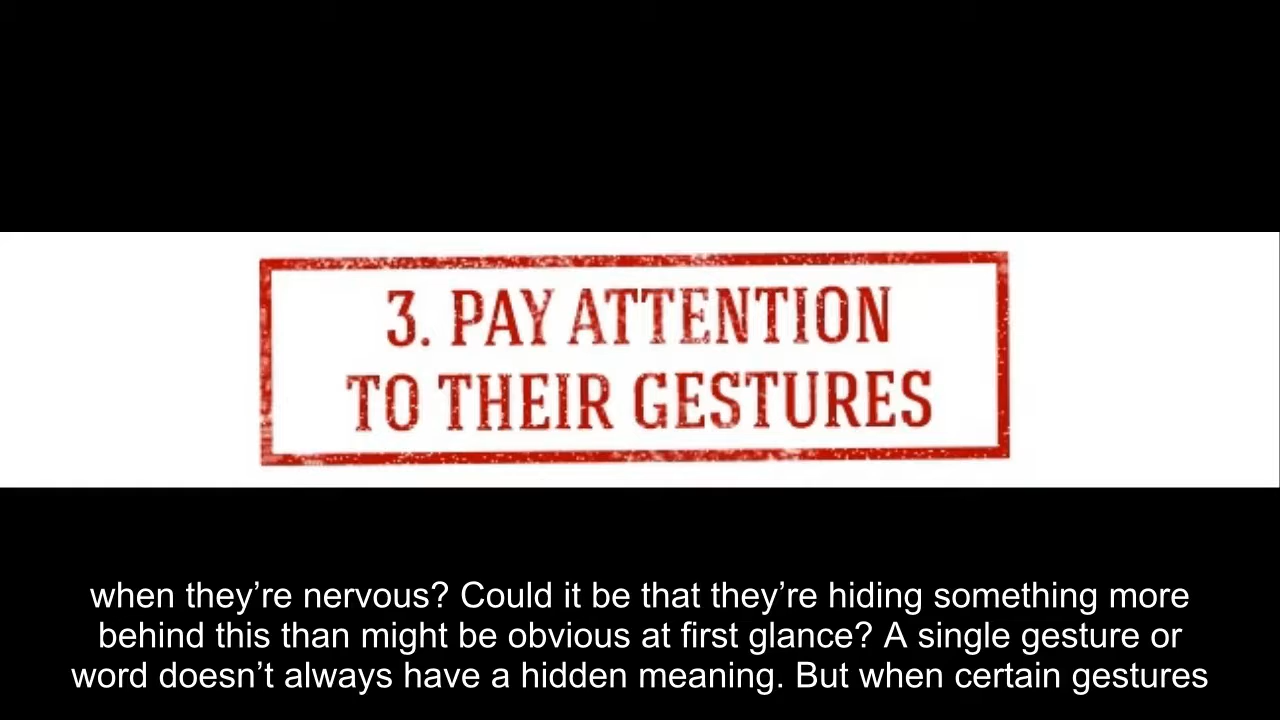 3. PAY ATTENTION
TO THEIR GESTURES
when they’re nervous? Could it be that they’re hiding something more
behind this than might be obvious at first glance? A single gesture or
word doesn’t always have a hidden meaning. But when certain gestures